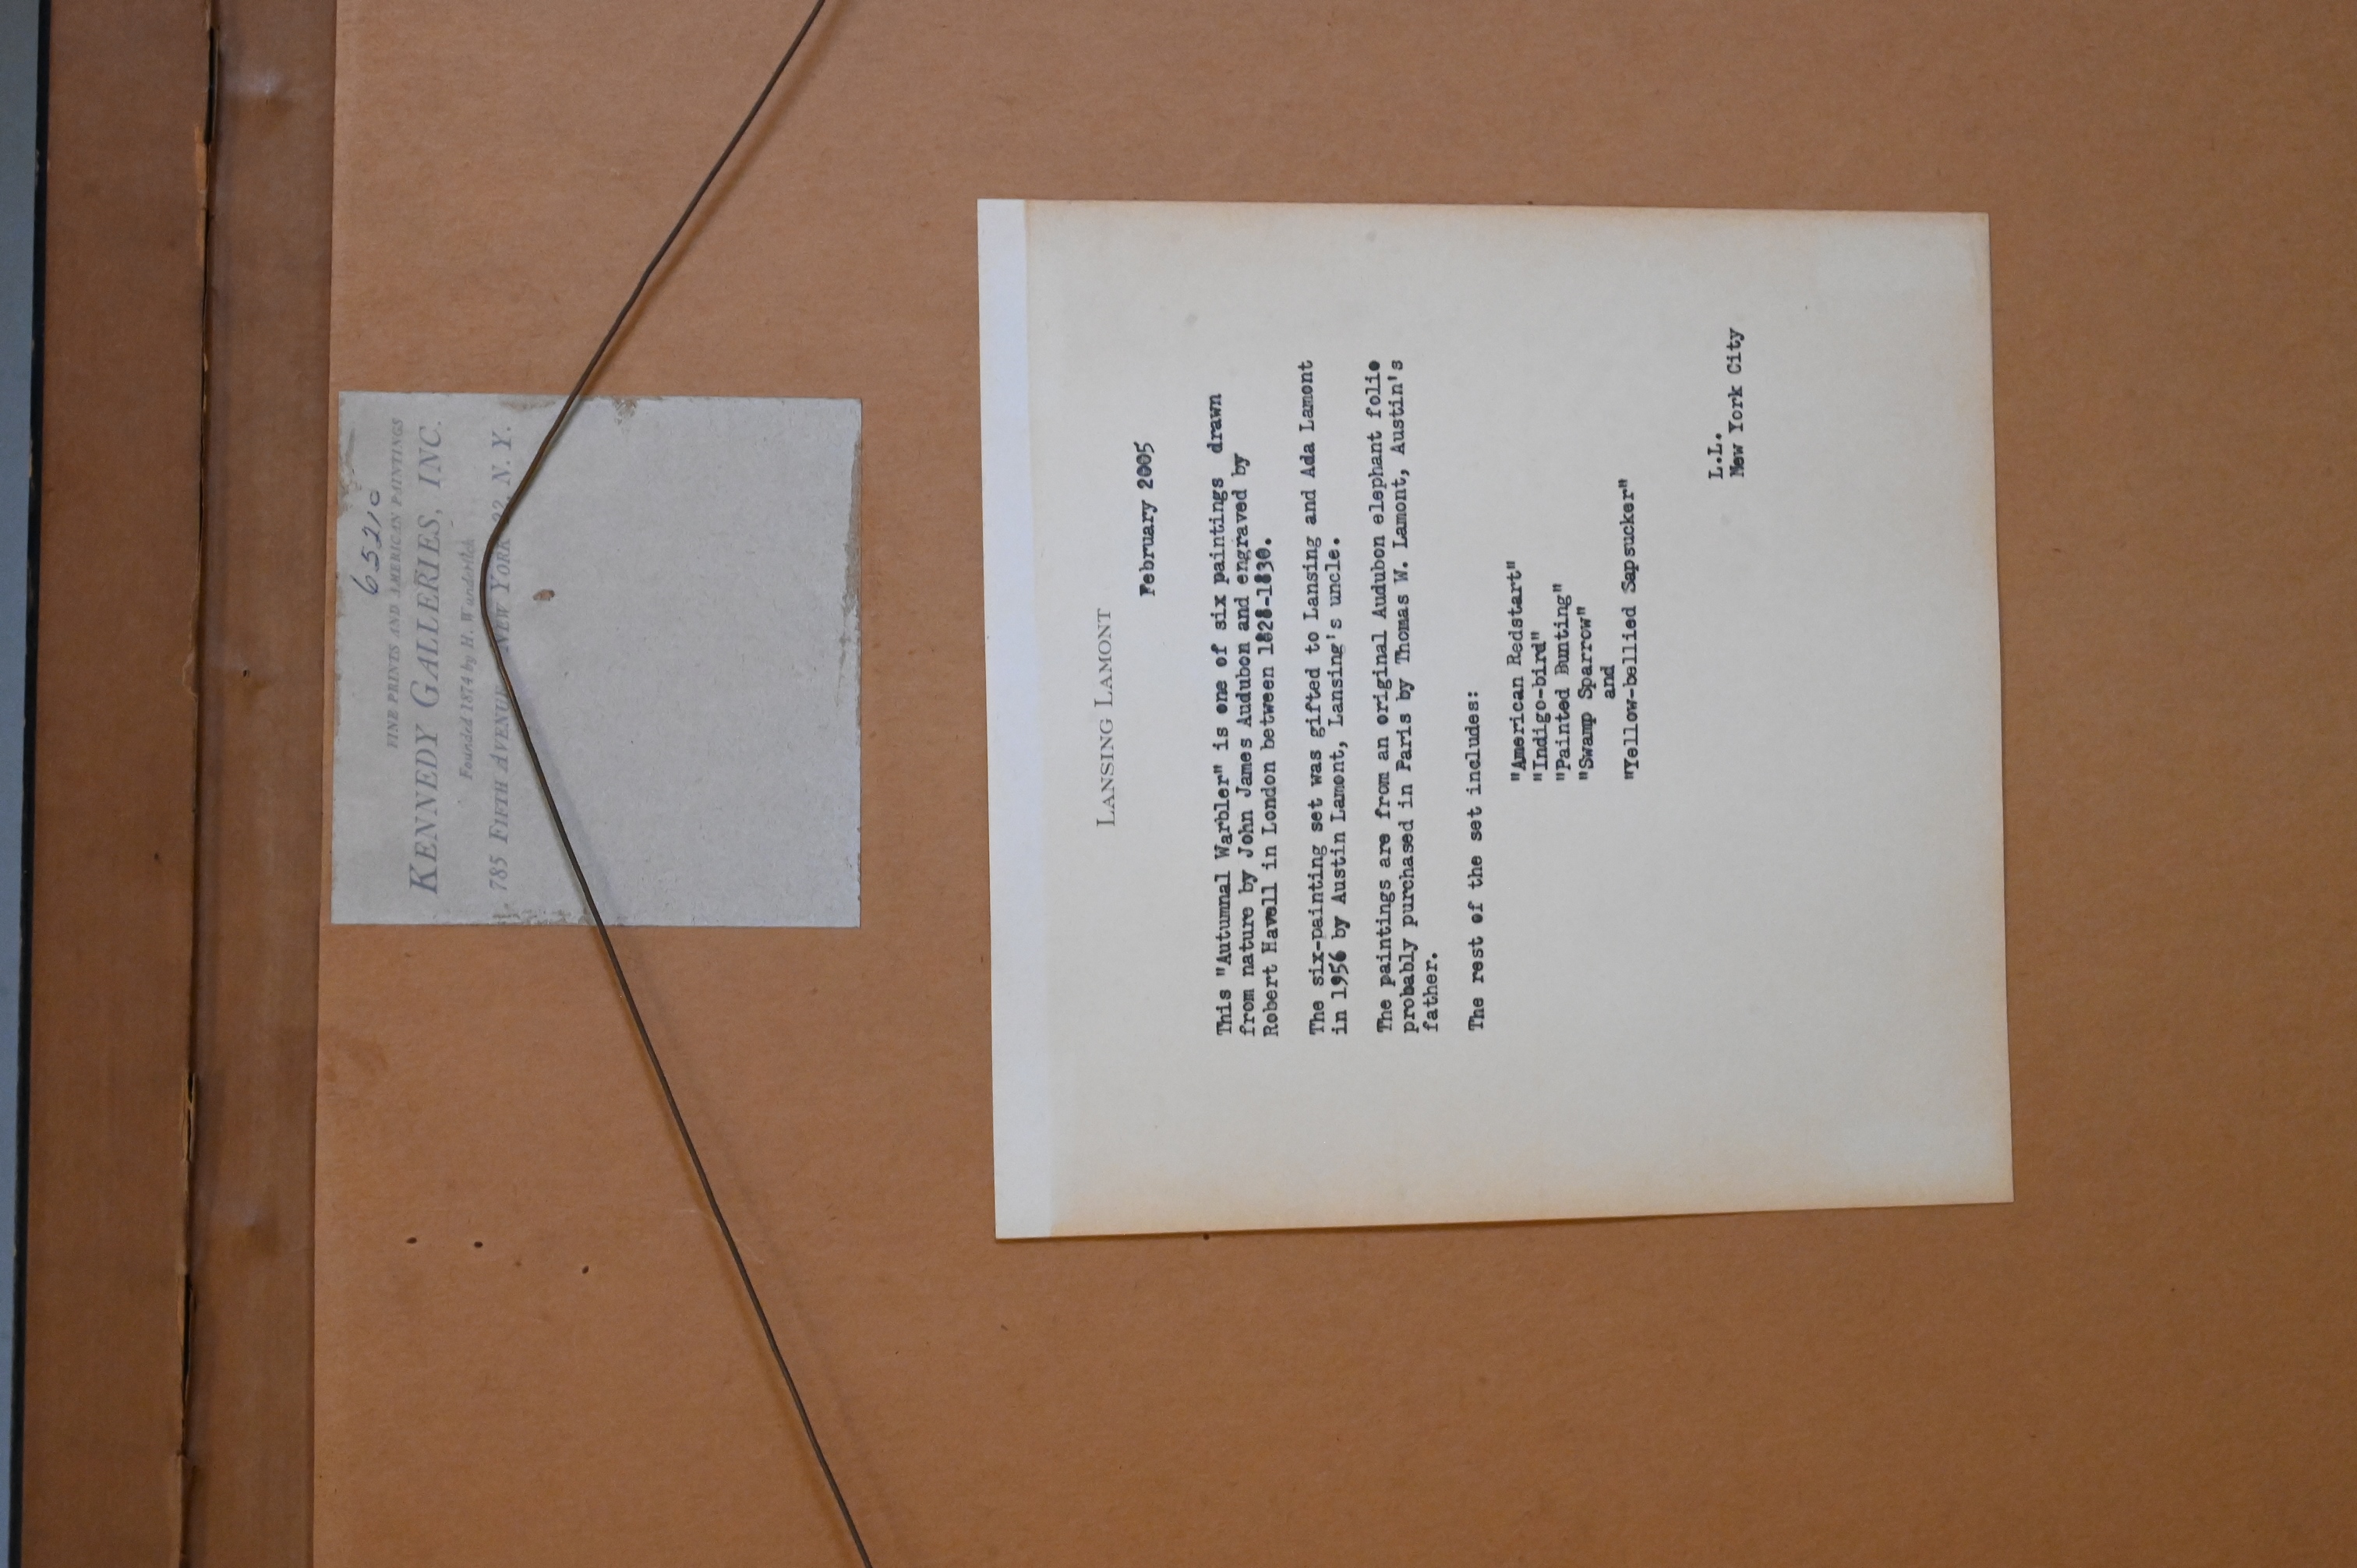 65210
FINE PRINTS AND AMERICAN PAINTINGS
KENNEDY GALLERIES, INC.
Founded 1874 by H. Wunderlich
785 FIFTH AVENUE NEW YORK 22, N. Y.
LANSING LAMONT
February 2005
This "Autumnal Warbler" is one of six paintings drawn
from nature by John James Audubon and engraved by
Robert Havell in London between 1828-1830.
The six-painting set was gifted to Lansing and Ada Lamont
in 1956 by Austin Lamont, Lansing's uncle.
The paintings are from an original Audubon elephant folio
probably purchased in Paris by Thomas W. Lamont, Austin's
father.
The rest of the set includes:
"American Redstart"
"Indigo-bird"
"Painted Bunting"
"Swamp Sparrow"
and
"Yellow-bellied Sapsucker"
L.L.
New York City